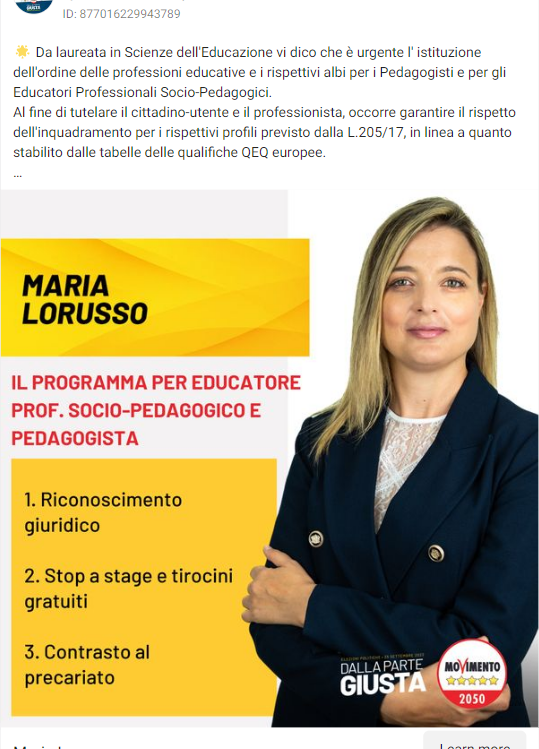 ID: 877016229943789
Da laureata in Scienze dell'Educazione vi dico che è urgente l' istituzione
dell'ordine delle professioni educative e i rispettivi albi per i Pedagogisti e per gli
Educatori Professionali Socio-Pedagogici.
Al fine di tutelare il cittadino-utente e il professionista, occorre garantire il rispetto
dell'inquadramento per i rispettivi profili previsto dalla L.205/17, in linea a quanto
stabilito dalle tabelle delle qualifiche QEQ europee.
...
MARIA
LORUSSO
IL PROGRAMMA PER EDUCATORE
PROF. SOCIO-PEDAGOGICO E
PEDAGOGISTA
1. Riconoscimento
giuridico
2. Stop a stage e tirocini
gratuiti
3. Contrasto al
precariato
DALLA PARTE
GIUSTA
MOVIMENTO
2050
Learn more